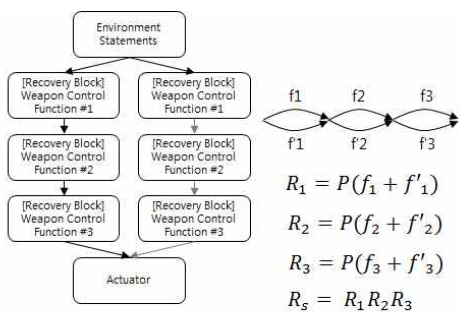 Environment
Statements
[Recovery Block]
Weapon Control
Function #1
[Recovery Block]
Weapon Control
Function #1
[Recovery Block]
Weapon Control
Function #2
[Recovery Block]
Weapon Control
Function #2
[Recovery Block]
Weapon Control
Function #3
[Recovery Block]
Weapon Control
Function #3
Actuator
f1 f2 f3
f'1 f'2 f'3
R₁ = P(f₁ + f'₁)
R₂ = P(f₂ + f'₂)
R₃ = P(f₃ + f'₃)
Rₛ = R₁R₂R₃